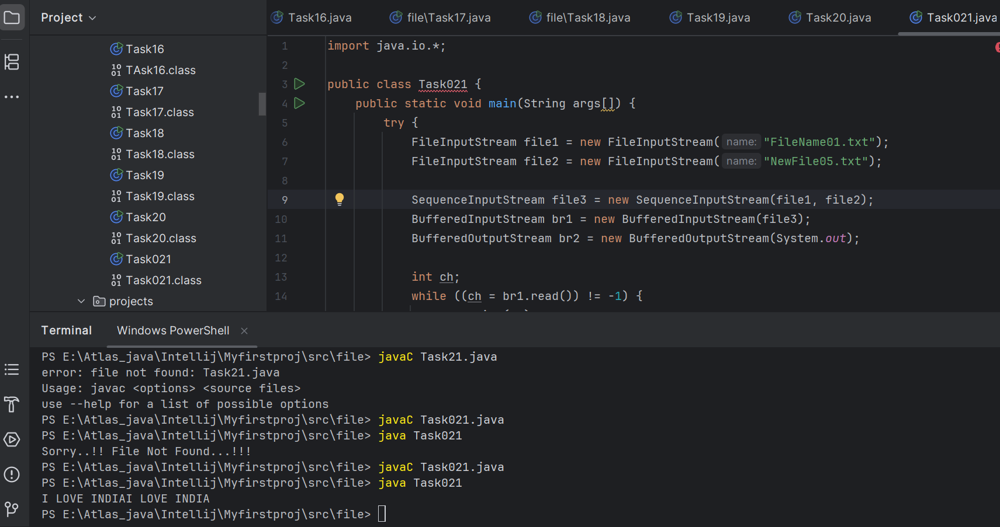 Project
Task16.java file\Task17.java file\Task18.java Task19.java Task20.java Task021.java
Task16
TAsk16.class
Task17
Task17.class
Task18
Task18.class
Task19
Task19.class
Task20
Task20.class
Task021
Task021.class
projects
1 import java.io.*;
2
3 public class Task021 {
4 public static void main(String args[]) {
5 try {
6 FileInputStream file1 = new FileInputStream( name: "FileName01.txt");
7 FileInputStream file2 = new FileInputStream( name: "NewFile05.txt");
8
9 SequenceInputStream file3 = new SequenceInputStream(file1, file2);
10 BufferedInputStream br1 = new BufferedInputStream(file3);
11 BufferedOutputStream br2 = new BufferedOutputStream(System.out);
12
13 int ch;
14 while ((ch = br1.read()) != -1) {
Terminal Windows PowerShell
PS E:\Atlas_java\Intellij\Myfirstproj\src\file> javaC Task21.java
error: file not found: Task21.java
Usage: javac <options> <source files>
use --help for a list of possible options
PS E:\Atlas_java\Intellij\Myfirstproj\src\file> javaC Task021.java
PS E:\Atlas_java\Intellij\Myfirstproj\src\file> java Task021
Sorry..!! File Not Found...!!!
PS E:\Atlas_java\Intellij\Myfirstproj\src\file> javaC Task021.java
PS E:\Atlas_java\Intellij\Myfirstproj\src\file> java Task021
I LOVE INDIAI LOVE INDIA
PS E:\Atlas_java\Intellij\Myfirstproj\src\file>